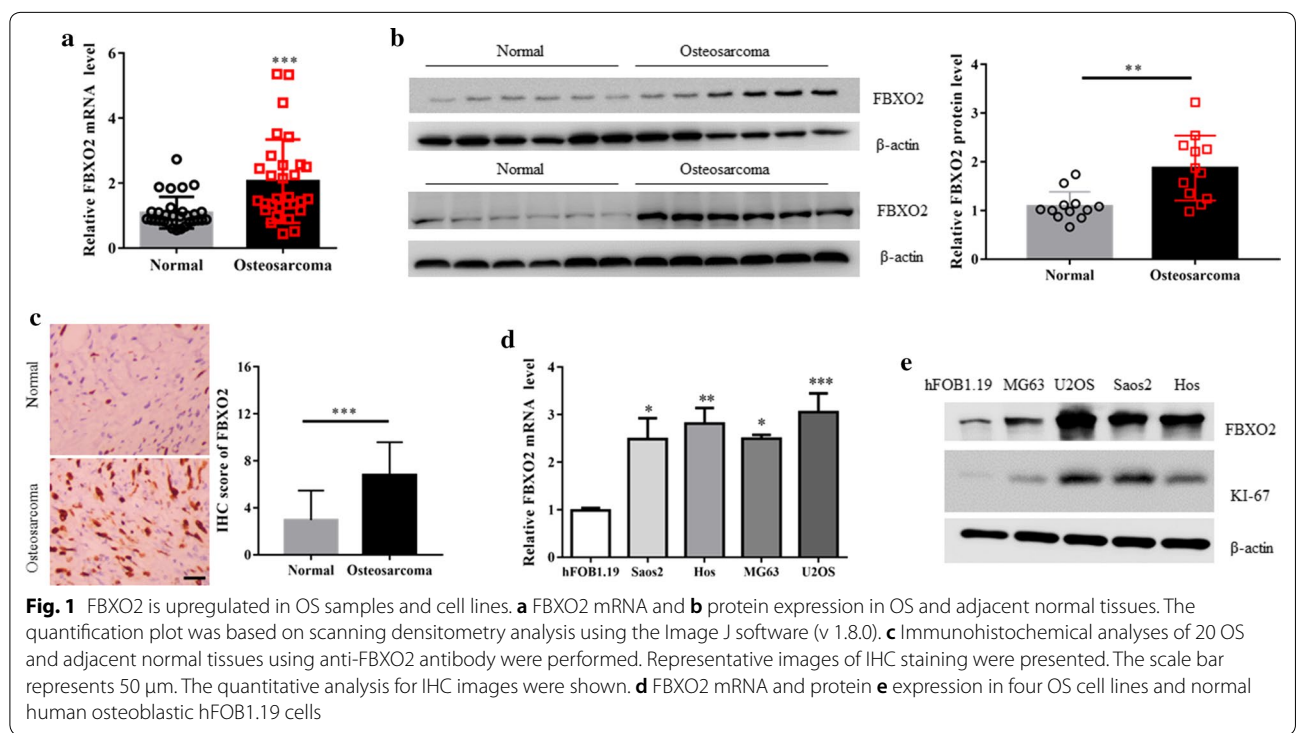 a
Relative FBXO2 mRNA level
6
4
2
0
***
Normal
Osteosarcoma
b
Normal
Osteosarcoma
FBXO2
β-actin
Normal
Osteosarcoma
FBXO2
β-actin
Relative FBXO2 protein level
4
3
2
1
0
**
Normal
Osteosarcoma
c
Normal
Osteosarcoma
IHC score of FBXO2
16
12
8
4
0
***
Normal
Osteosarcoma
d
Relative FBXO2 mRNA level
4
3
2
1
0
*
**
*
***
hFOB1.19
Saos2
Hos
MG63
U2OS
e
hFOB1.19 MG63 U2OS Saos2 Hos
FBXO2
KI-67
β-actin
Fig. 1 FBXO2 is upregulated in OS samples and cell lines. a FBXO2 mRNA and b protein expression in OS and adjacent normal tissues. The
quantification plot was based on scanning densitometry analysis using the Image J software (v 1.8.0). c Immunohistochemical analyses of 20 OS
and adjacent normal tissues using anti-FBXO2 antibody were performed. Representative images of IHC staining were presented. The scale bar
represents 50 μm. The quantitative analysis for IHC images were shown. d FBXO2 mRNA and protein e expression in four OS cell lines and normal
human osteoblastic hFOB1.19 cells